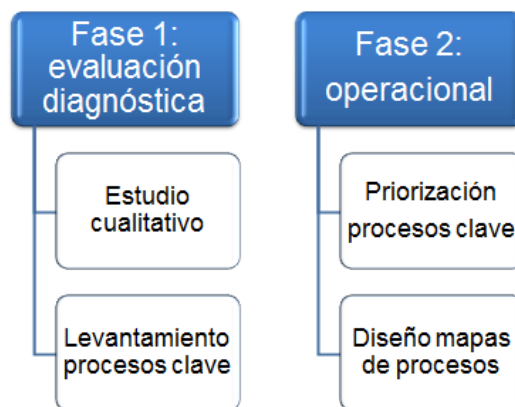 Fase 1:
evaluación
diagnóstica
Estudio
cualitativo
Levantamiento
procesos clave
Fase 2:
operacional
Priorización
procesos clave
Diseño mapas
de procesos